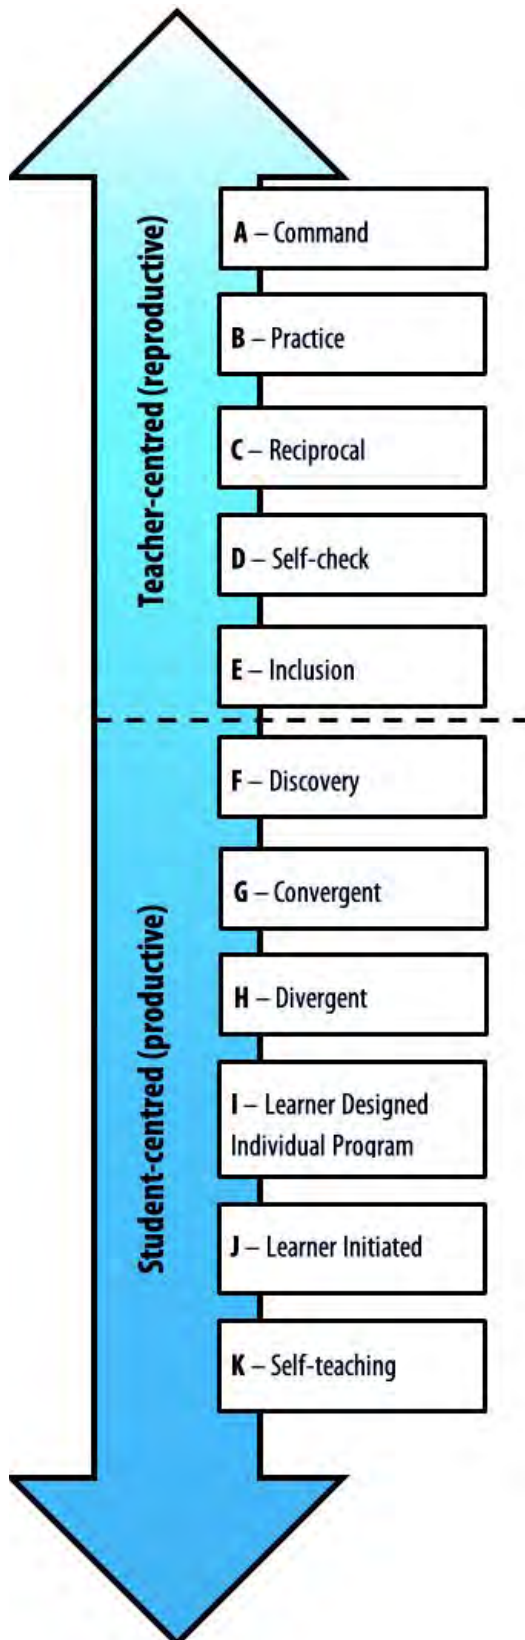 Teacher-centred (reproductive)
A – Command
B – Practice
C – Reciprocal
D – Self-check
E – Inclusion
Student-centred (productive)
F – Discovery
G – Convergent
H – Divergent
I – Learner Designed
Individual Program
J – Learner Initiated
K – Self-teaching